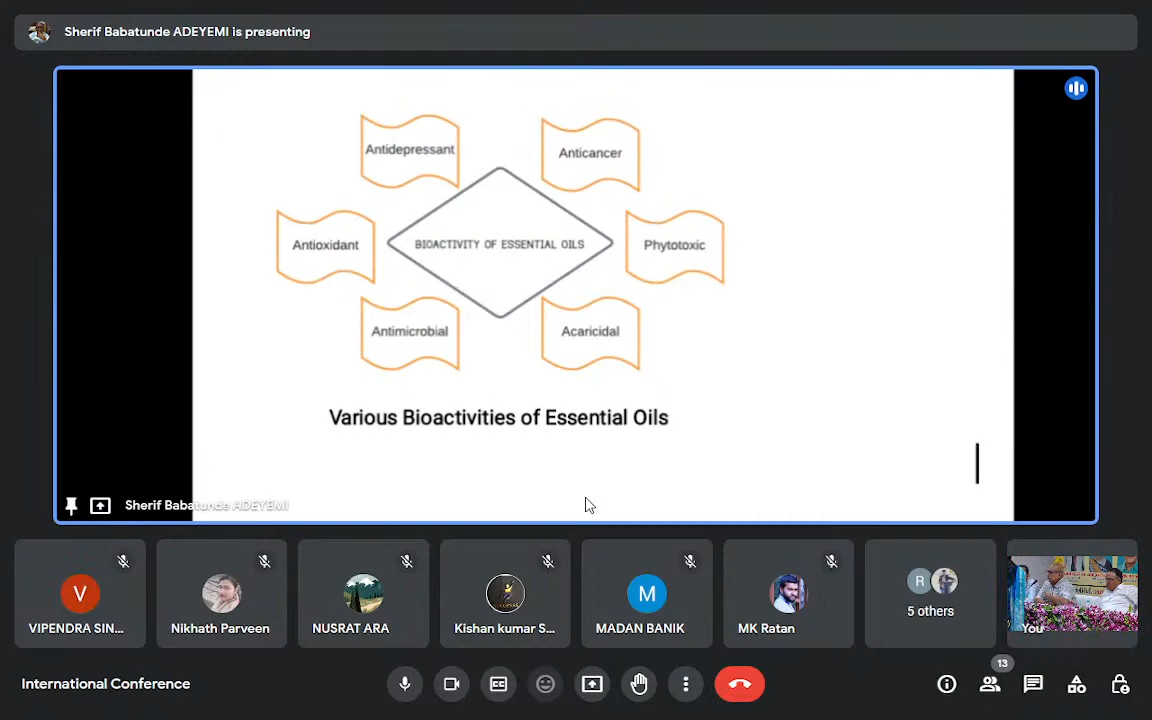 Sherif Babatunde ADEYEMI is presenting
Antidepressant
Anticancer
Antioxidant
BIOACTIVITY OF ESSENTIAL OILS
Phytotoxic
Antimicrobial
Acaricidal
Various Bioactivities of Essential Oils
Sherif Babatunde ADEYEMI
V
M
R
5 others
VIPENDRA SIN...
Nikhath Parveen
NUSRAT ARA
Kishan kumar S...
MADAN BANIK
MK Ratan
You
13
International Conference